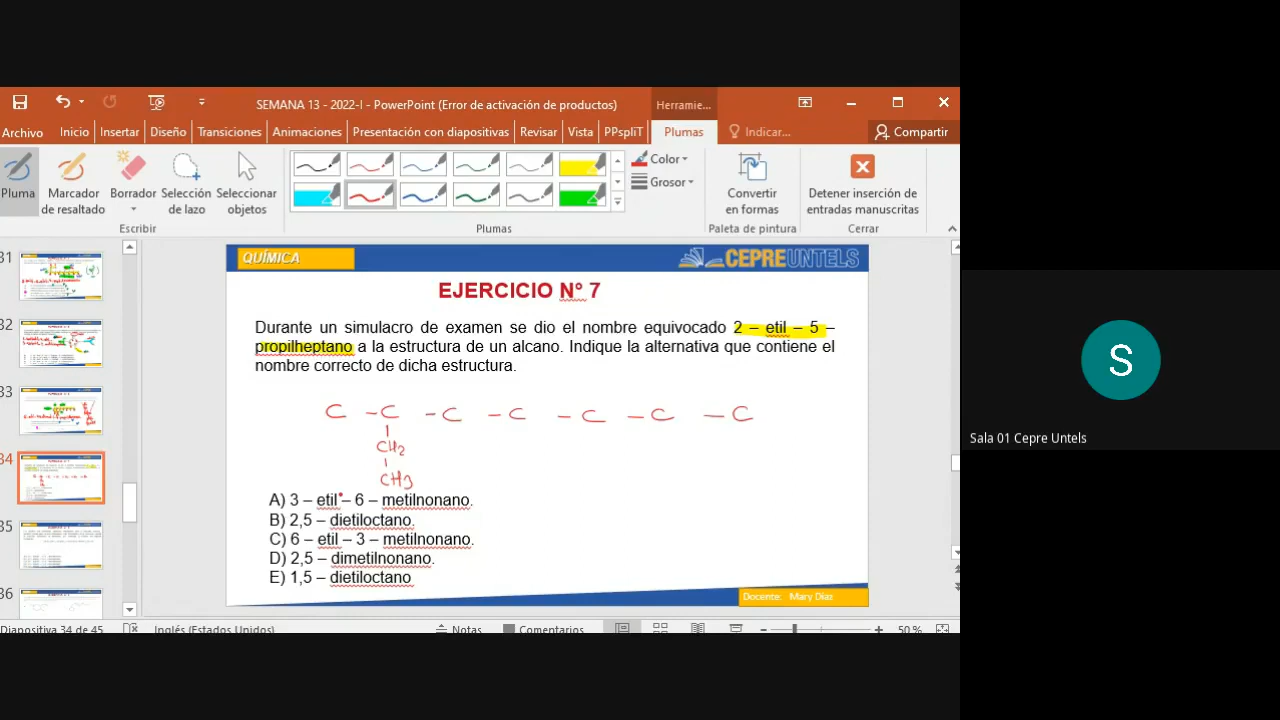 SEMANA 13 - 2022-I - PowerPoint (Error de activación de productos)
Herramie...
Archivo Inicio Insertar Diseño Transiciones Animaciones Presentación con diapositivas Revisar Vista PPspliT Plumas Indicar... Compartir
Pluma
Marcador de resaltado
Borrador
Selección de lazo
Seleccionar objetos
Color
Grosor
Convertir en formas
Detener inserción de entradas manuscritas
Escribir
Plumas
Paleta de pintura
Cerrar
31
32
33
34
35
36
QUÍMICA
CEPREUNTELS
EJERCICIO N° 7
Durante un simulacro de examen se dio el nombre equivocado 2 – etil – 5 –
propilheptano a la estructura de un alcano. Indique la alternativa que contiene el
nombre correcto de dicha estructura.
C - C - C - C - C - C - C
CH2
CH3
A) 3 – etil – 6 – metilnonano.
B) 2,5 – dietiloctano.
C) 6 – etil – 3 – metilnonano.
D) 2,5 – dimetilnonano.
E) 1,5 – dietiloctano
Docente: Mary Díaz
Diapositiva 34 de 45
Inglés (Estados Unidos)
Notas
Comentarios
50 %
S
Sala 01 Cepre Untels